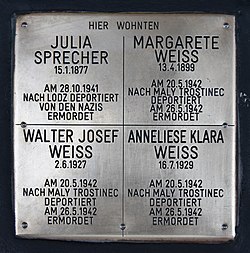 HIER WOHNTEN
JULIA
SPRECHER
15.1.1877
AM 28.10.1941
NACH LODZ DEPORTIERT
VON DEN NAZIS
ERMORDET
MARGARETE
WEISS
13.4.1899
AM 20.5.1942
NACH MALY TROSTINEC
DEPORTIERT
AM 26.5.1942
ERMORDET
WALTER JOSEF
WEISS
2.6.1927
AM 20.5.1942
NACH MALY TROSTINEC
DEPORTIERT
AM 26.5.1942
ERMORDET
ANNELIESE KLARA
WEISS
16.7.1929
AM 20.5.1942
NACH MALY TROSTINEC
DEPORTIERT
AM 26.5.1942
ERMORDET